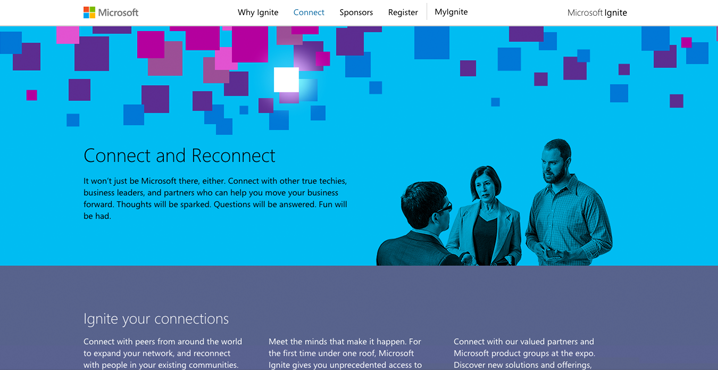 Microsoft
Why Ignite Connect Sponsors Register MyIgnite
Microsoft Ignite
Connect and Reconnect
It won't just be Microsoft there, either. Connect with other true techies,
business leaders, and partners who can help you move your business
forward. Thoughts will be sparked. Questions will be answered. Fun will
be had.
Ignite your connections
Connect with peers from around the world
to expand your network, and reconnect
with people in your existing communities.
Meet the minds that make it happen. For
the first time under one roof, Microsoft
Ignite gives you unprecedented access to
Connect with our valued partners and
Microsoft product groups at the expo.
Discover new solutions and offerings,